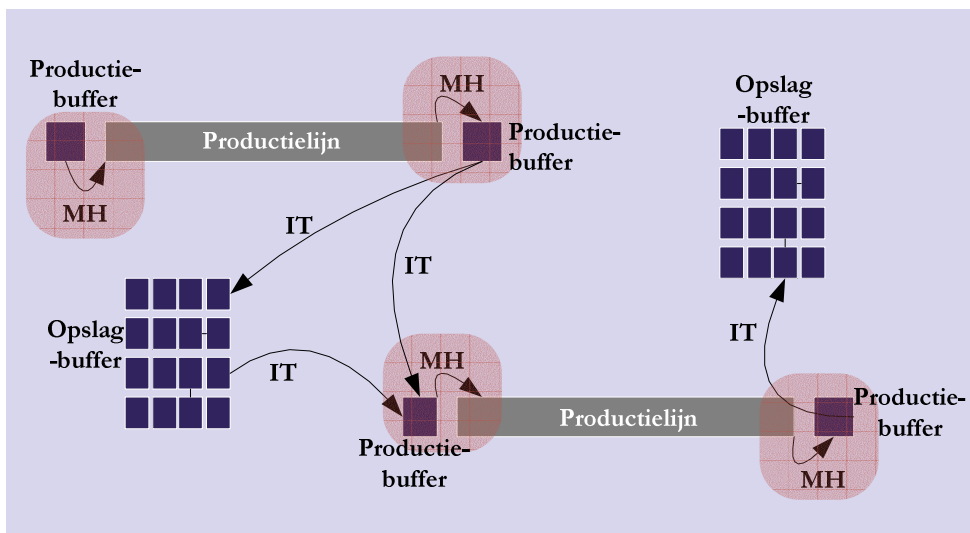 Productie-
buffer
MH
Productielijn
MH
Productie-
buffer
Opslag
-buffer
IT
IT
Opslag
-buffer
IT
MH
Productie-
buffer
Productielijn
IT
MH
Productie-
buffer